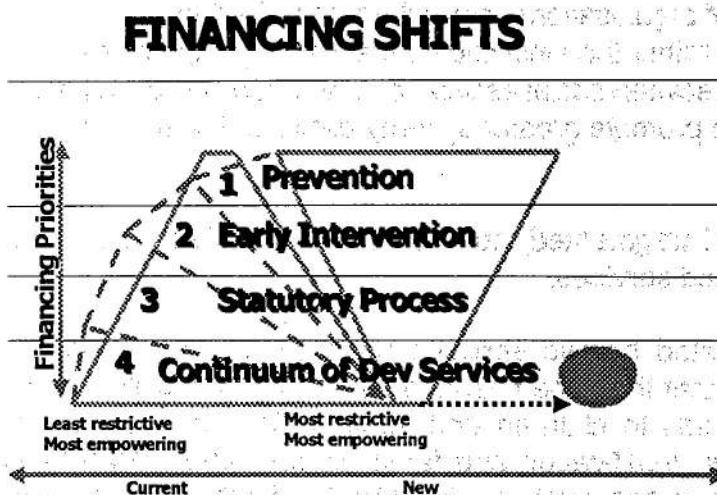 FINANCING SHIFTS
Financing Priorities
1 Prevention
2 Early Intervention
3 Statutory Process
4 Continuum of Dev Services
Least restrictive
Most empowering
Most restrictive
Most empowering
Current
New